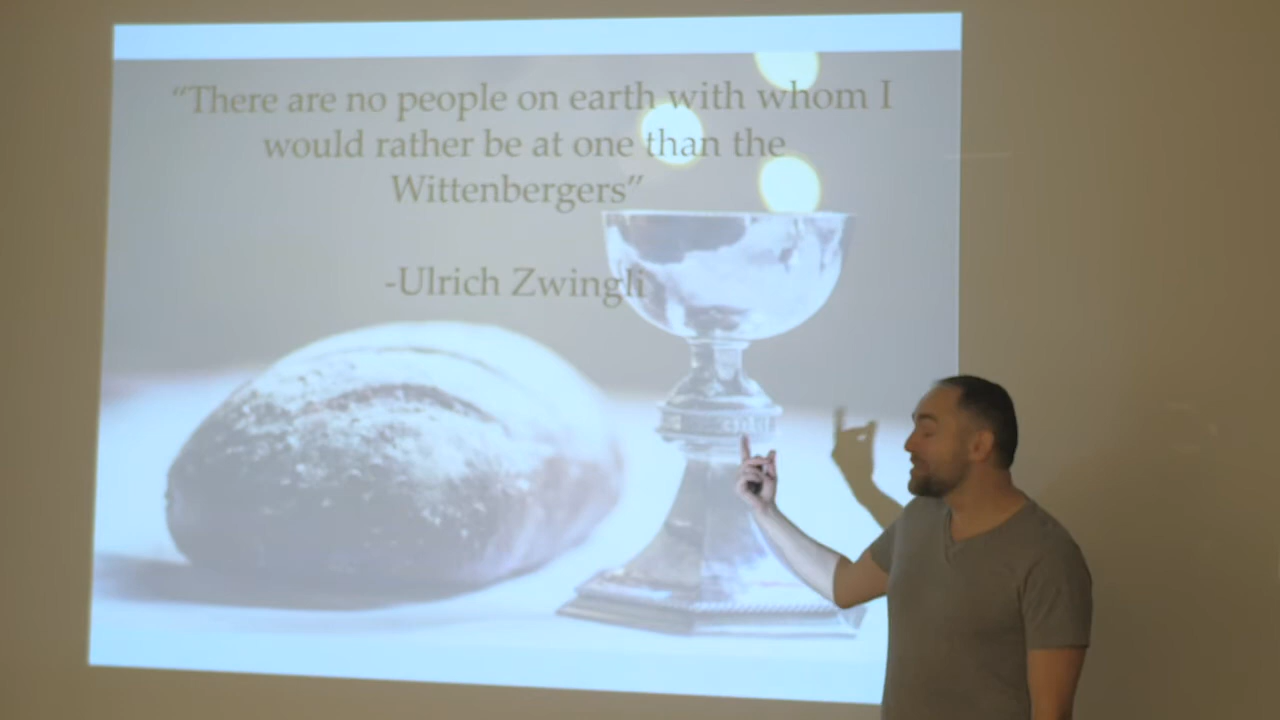 “There are no people on earth with whom I
would rather be at one than the
Wittenbergers”
-Ulrich Zwingli